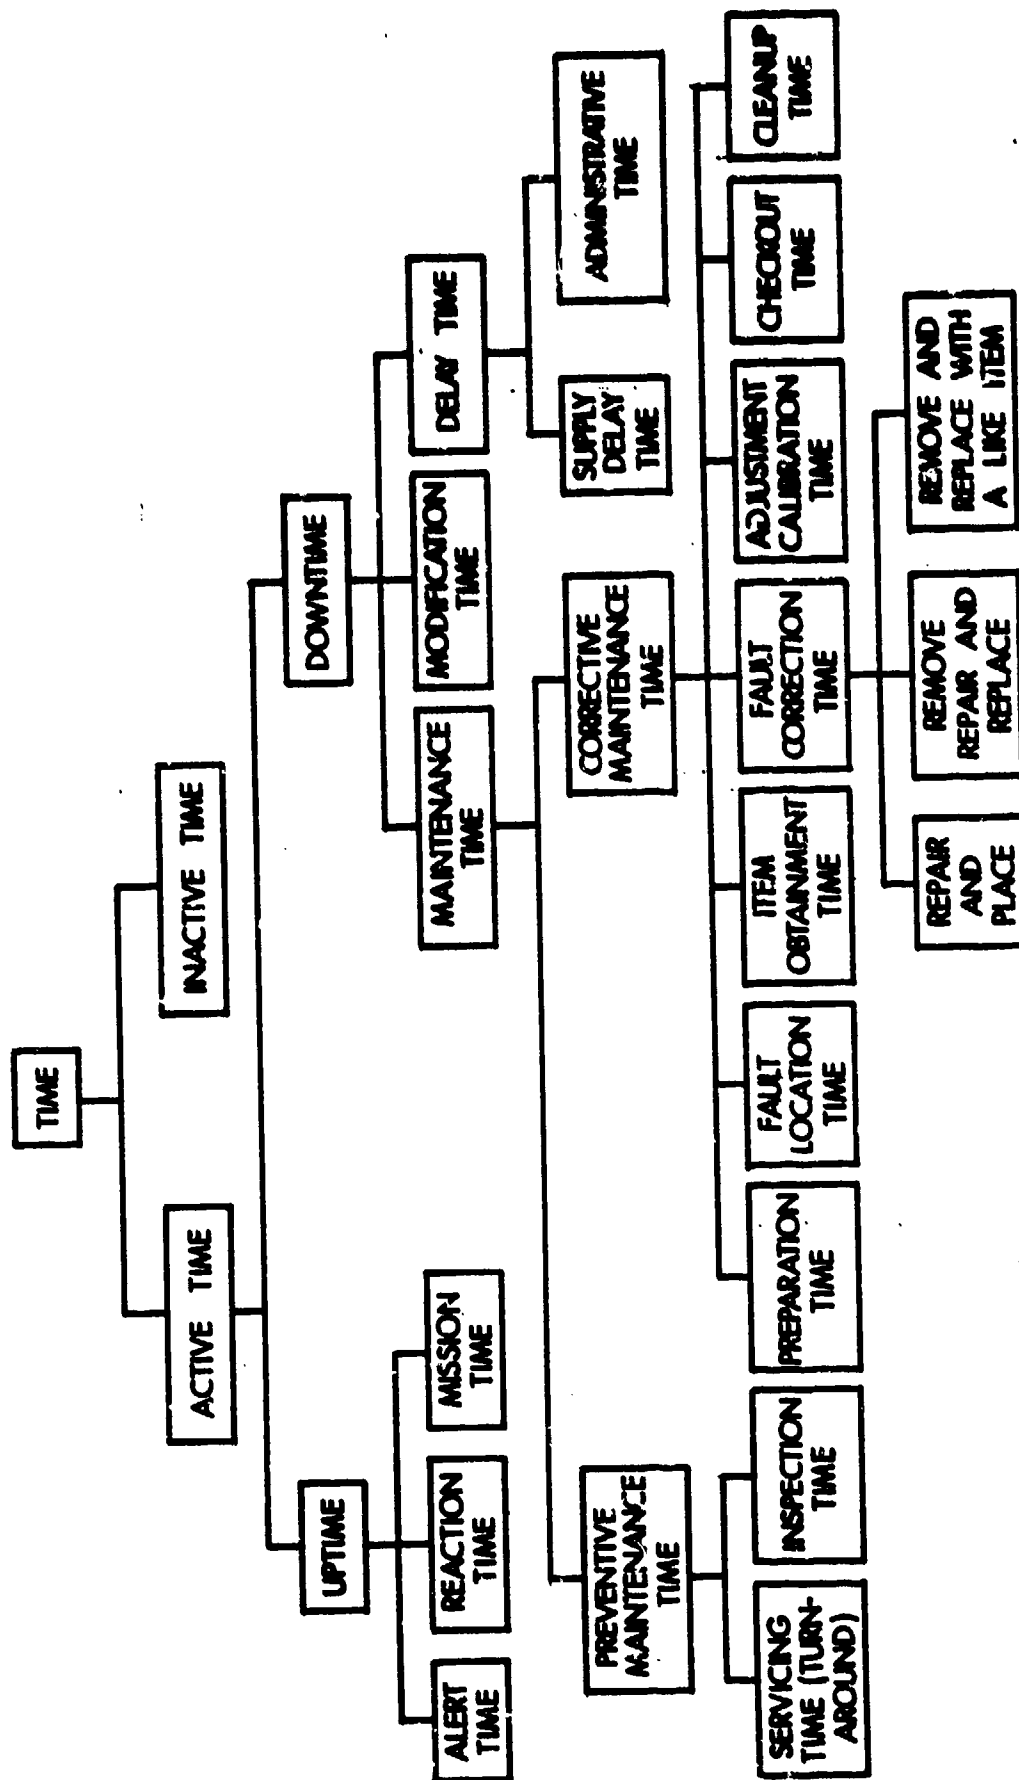 TIME
ACTIVE TIME
INACTIVE TIME
UPTIME
DOWNTIME
ALERT
TIME
REACTION
TIME
MISSION
TIME
MAINTENANCE
TIME
MODIFICATION
TIME
DELAY TIME
PREVENTIVE
MAINTENANCE
TIME
CORRECTIVE
MAINTENANCE
TIME
SUPPLY
DELAY
TIME
ADMINISTRATIVE
TIME
SERVICING
TIME (TURN-
AROUND)
INSPECTION
TIME
PREPARATION
TIME
FAULT
LOCATION
TIME
ITEM
OBTAINMENT
TIME
FAULT
CORRECTION
TIME
ADJUSTMENT
CALIBRATION
TIME
CHECKOUT
TIME
CLEANUP
TIME
REPAIR
AND
PLACE
REMOVE
REPAIR AND
REPLACE
REMOVE AND
REPLACE WITH
A LIKE ITEM